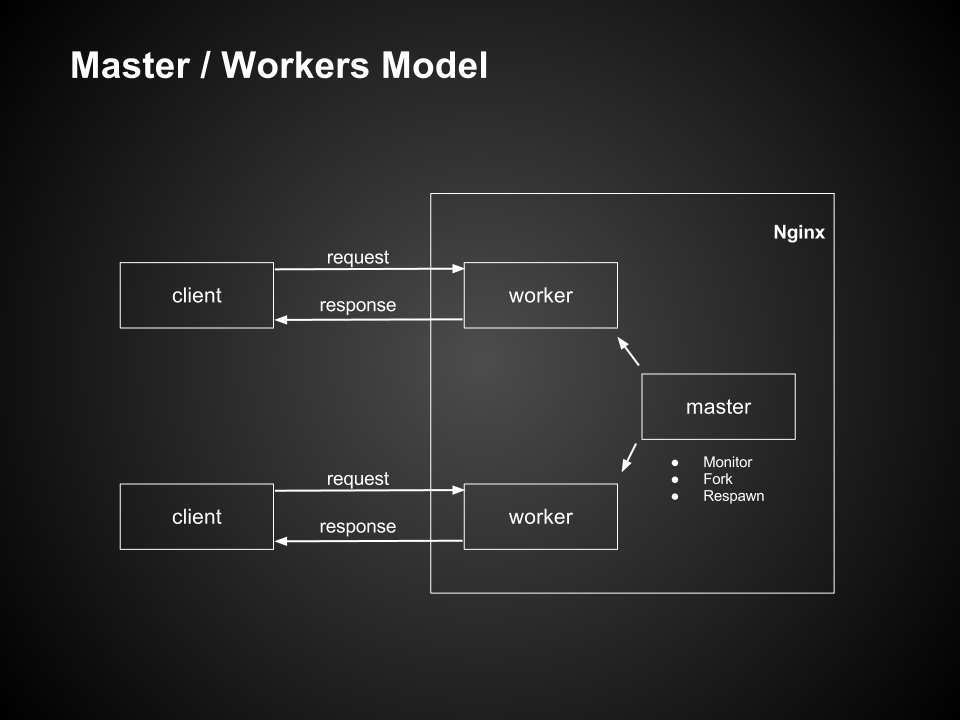 Master / Workers Model
Nginx
request
client
worker
response
master
● Monitor
● Fork
● Respawn
request
client
worker
response